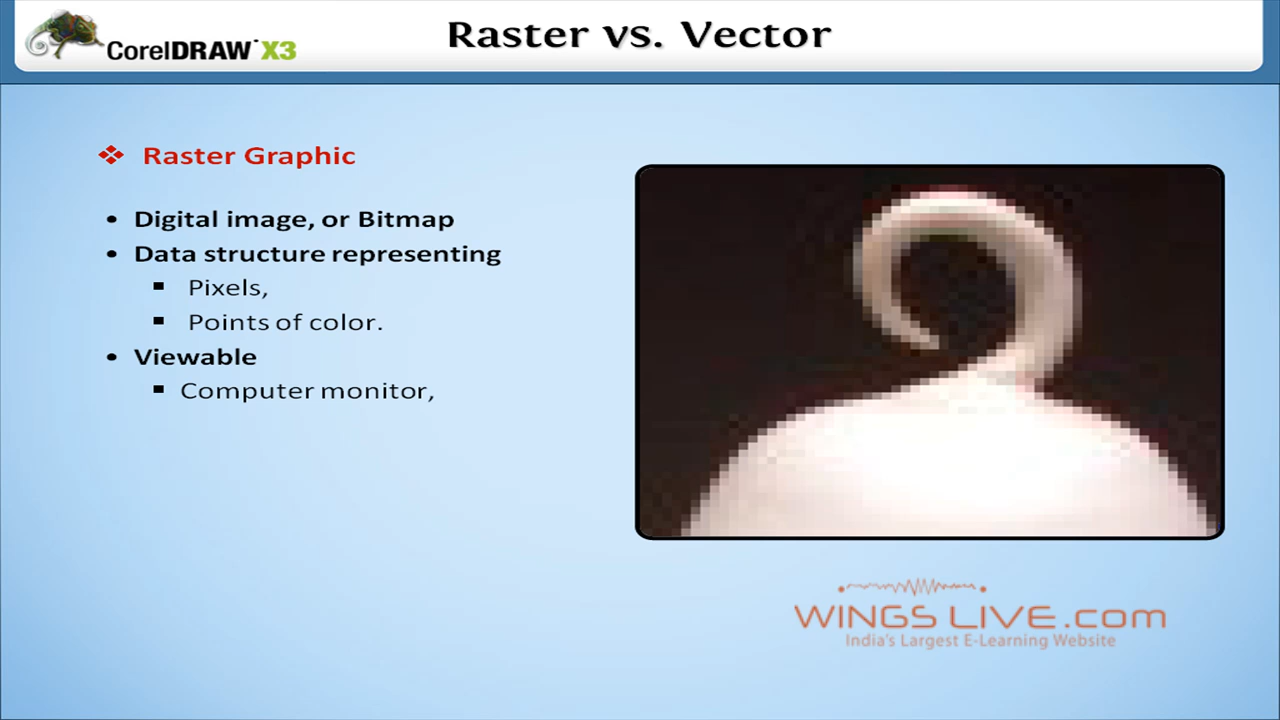 CorelDRAW X3
Raster vs. Vector
❖ Raster Graphic
• Digital image, or Bitmap
• Data structure representing
▪ Pixels,
▪ Points of color.
• Viewable
▪ Computer monitor,
WINGS LIVE.com
India's Largest E-Learning Website